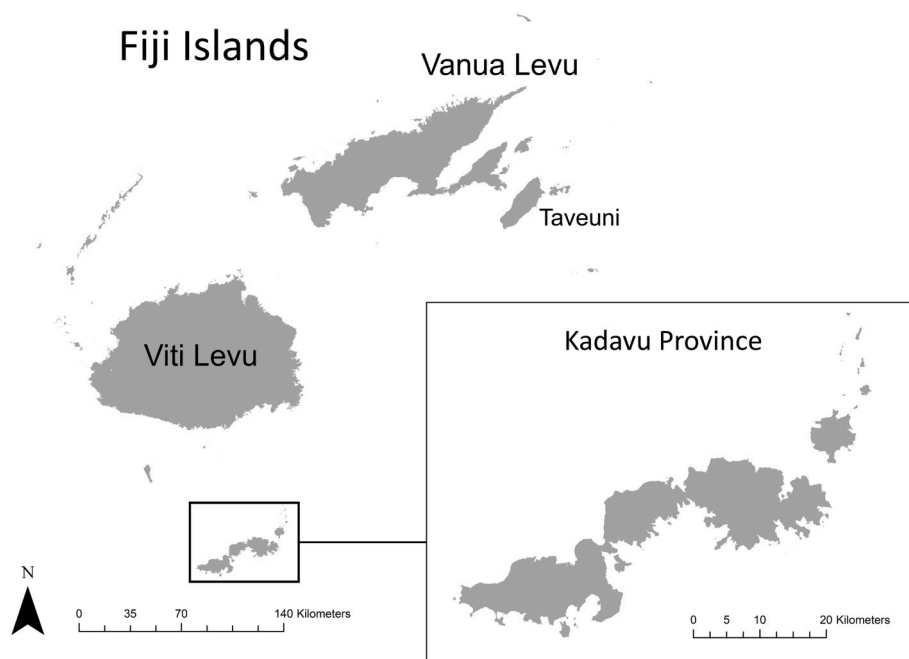 Fiji Islands
Vanua Levu
Taveuni
Viti Levu
Kadavu Province
N
0 35 70 140 Kilometers
0 5 10 20 Kilometers